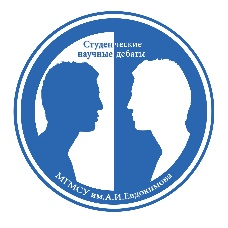 Студенческие
научные дебаты
МГМСУ им.А.И.Евдокимова